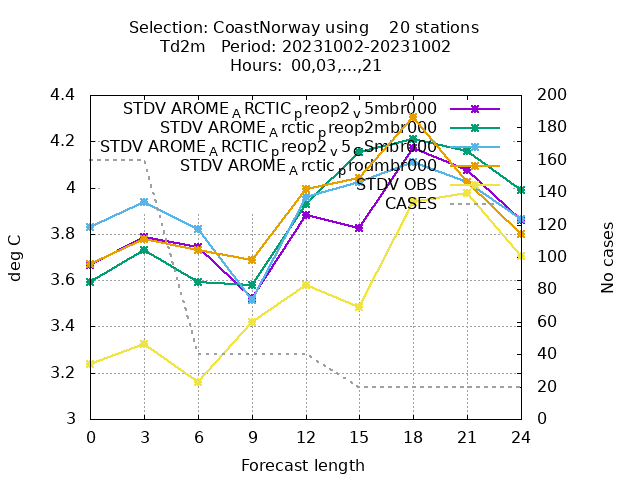 Selection: CoastNorway using 20 stations
Td2m Period: 20231002-20231002
Hours: 00,03,...,21
4.4
4.2
4
3.8
3.6
3.4
3.2
3
deg C
STDV AROME_ARCTIC_preop2_v5mbr000
STDV AROME_Arctic_preop2mbr000
STDV AROME_ARCTIC_preop2_v5_eSmbr000
STDV AROME_Arctic_prodmbr000
STDV OBS
CASES
200
180
160
140
120
100
80
60
40
20
0
No cases
0 3 6 9 12 15 18 21 24
Forecast length